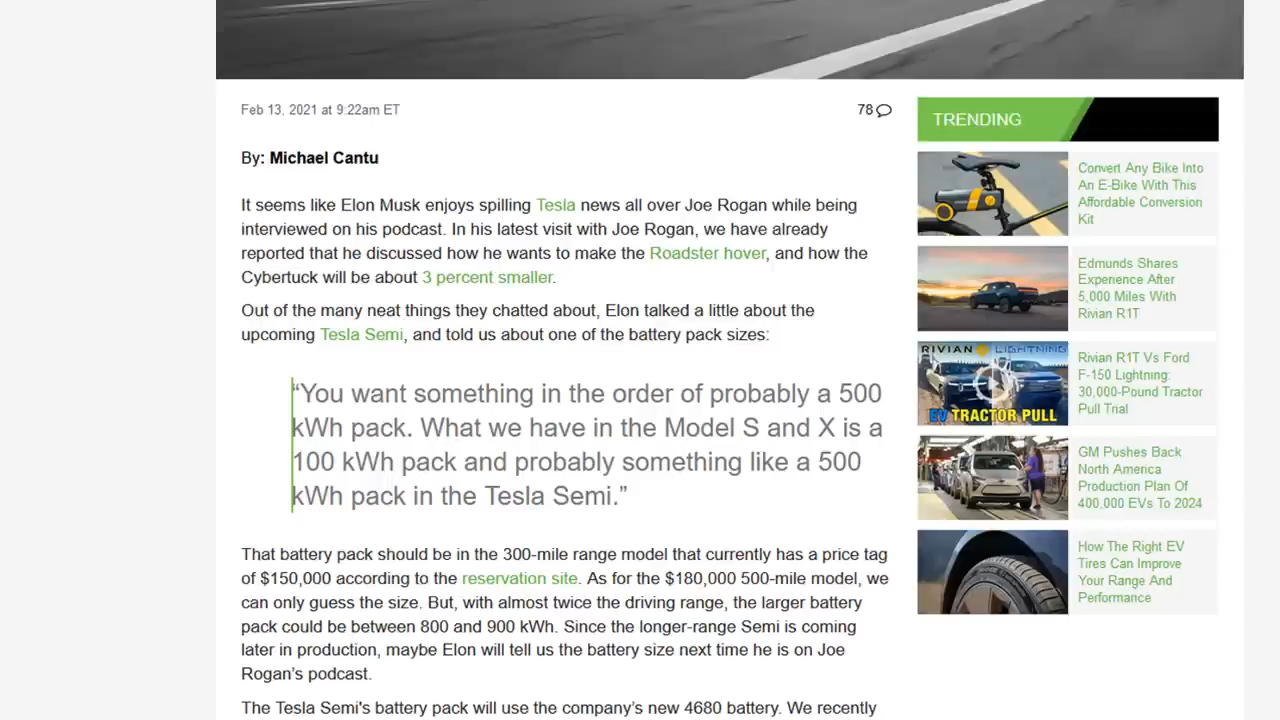 Feb 13, 2021 at 9:22am ET
78
By: Michael Cantu
It seems like Elon Musk enjoys spilling Tesla news all over Joe Rogan while being
interviewed on his podcast. In his latest visit with Joe Rogan, we have already
reported that he discussed how he wants to make the Roadster hover, and how the
Cybertuck will be about 3 percent smaller.
Out of the many neat things they chatted about, Elon talked a little about the
upcoming Tesla Semi, and told us about one of the battery pack sizes:
“You want something in the order of probably a 500
kWh pack. What we have in the Model S and X is a
100 kWh pack and probably something like a 500
kWh pack in the Tesla Semi.”
That battery pack should be in the 300-mile range model that currently has a price tag
of $150,000 according to the reservation site. As for the $180,000 500-mile model, we
can only guess the size. But, with almost twice the driving range, the larger battery
pack could be between 800 and 900 kWh. Since the longer-range Semi is coming
later in production, maybe Elon will tell us the battery size next time he is on Joe
Rogan’s podcast.
The Tesla Semi's battery pack will use the company’s new 4680 battery. We recently
TRENDING
Convert Any Bike Into
An E-Bike With This
Affordable Conversion
Kit
Edmunds Shares
Experience After
5,000 Miles With
Rivian R1T
RIVIAN LIGHTNING
EV TRACTOR PULL
Rivian R1T Vs Ford
F-150 Lightning:
30,000-Pound Tractor
Pull Trial
GM Pushes Back
North America
Production Plan Of
400,000 EVs To 2024
How The Right EV
Tires Can Improve
Your Range And
Performance